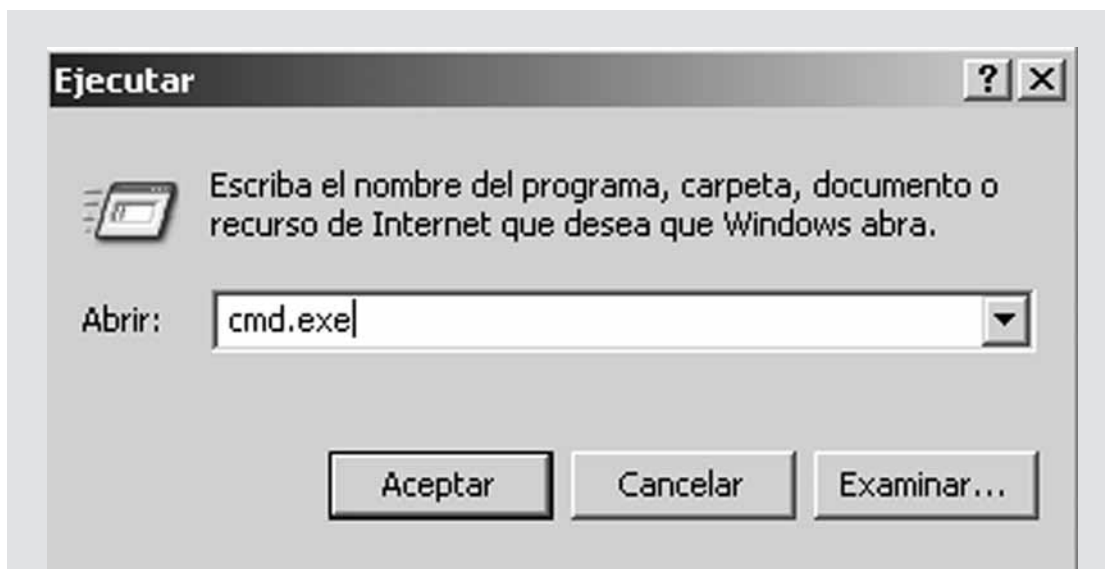 Ejecutar
Escriba el nombre del programa, carpeta, documento o
recurso de Internet que desea que Windows abra.
Abrir: cmd.exe
Aceptar Cancelar Examinar...